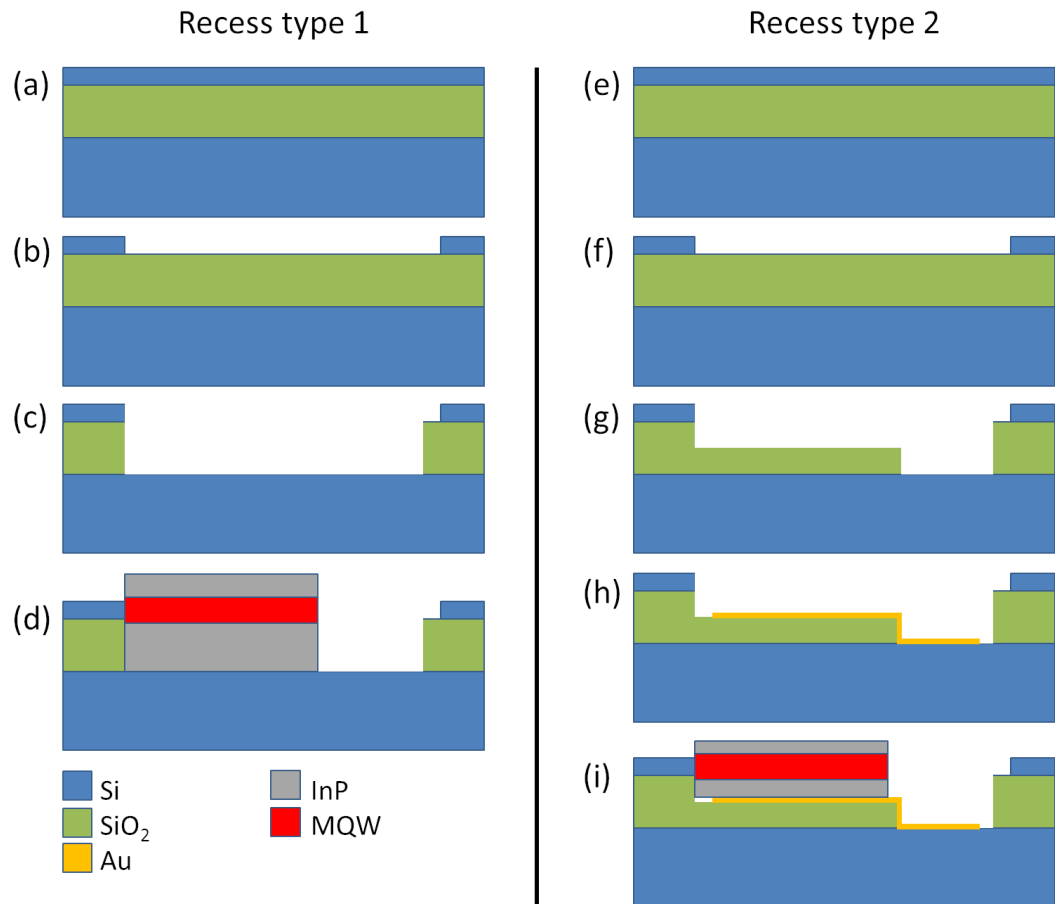 Recess type 1
Recess type 2
(a)
(b)
(c)
(d)
(e)
(f)
(g)
(h)
(i)
Si
SiO2
Au
InP
MQW